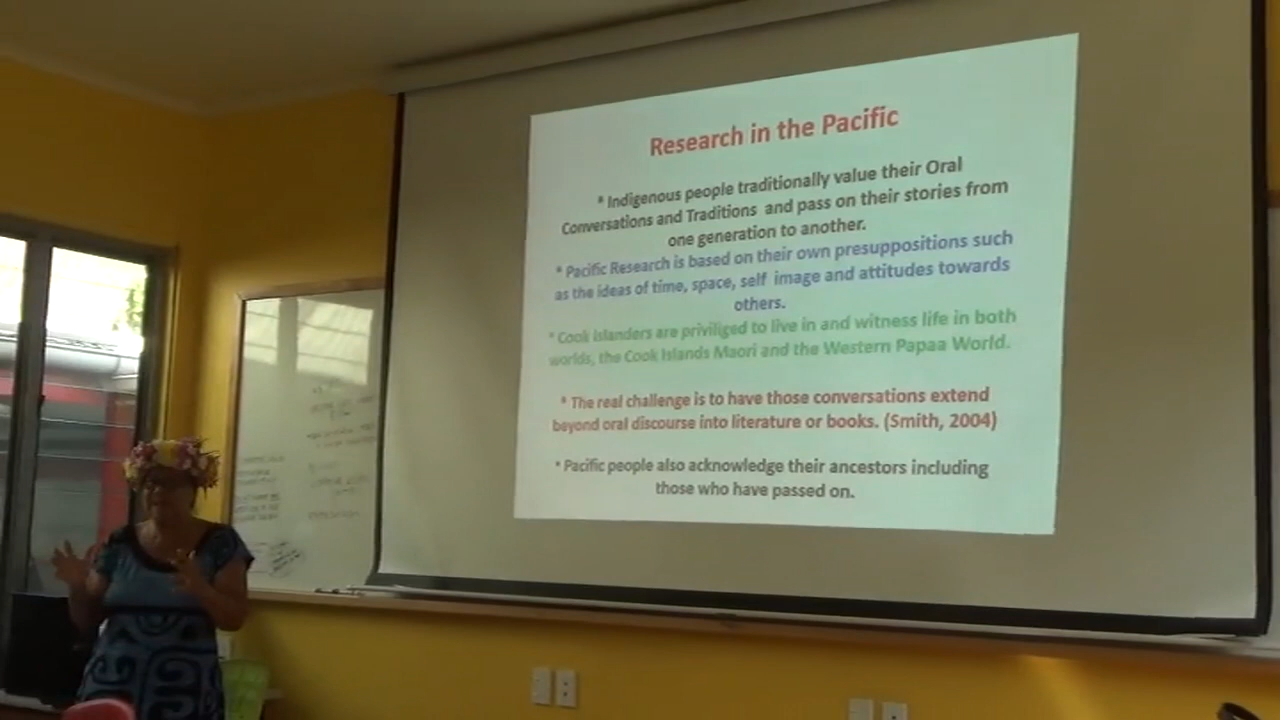 Research in the Pacific
* Indigenous people traditionally value their Oral
Conversations and Traditions and pass on their stories from
one generation to another.
* Pacific Research is based on their own presuppositions such
as the ideas of time, space, self image and attitudes towards
others.
* Cook Islanders are priviliged to live in and witness life in both
worlds, the Cook Islands Maori and the Western Papaa World.
* The real challenge is to have those conversations extend
beyond oral discourse into literature or books. (Smith, 2004)
* Pacific people also acknowledge their ancestors including
those who have passed on.